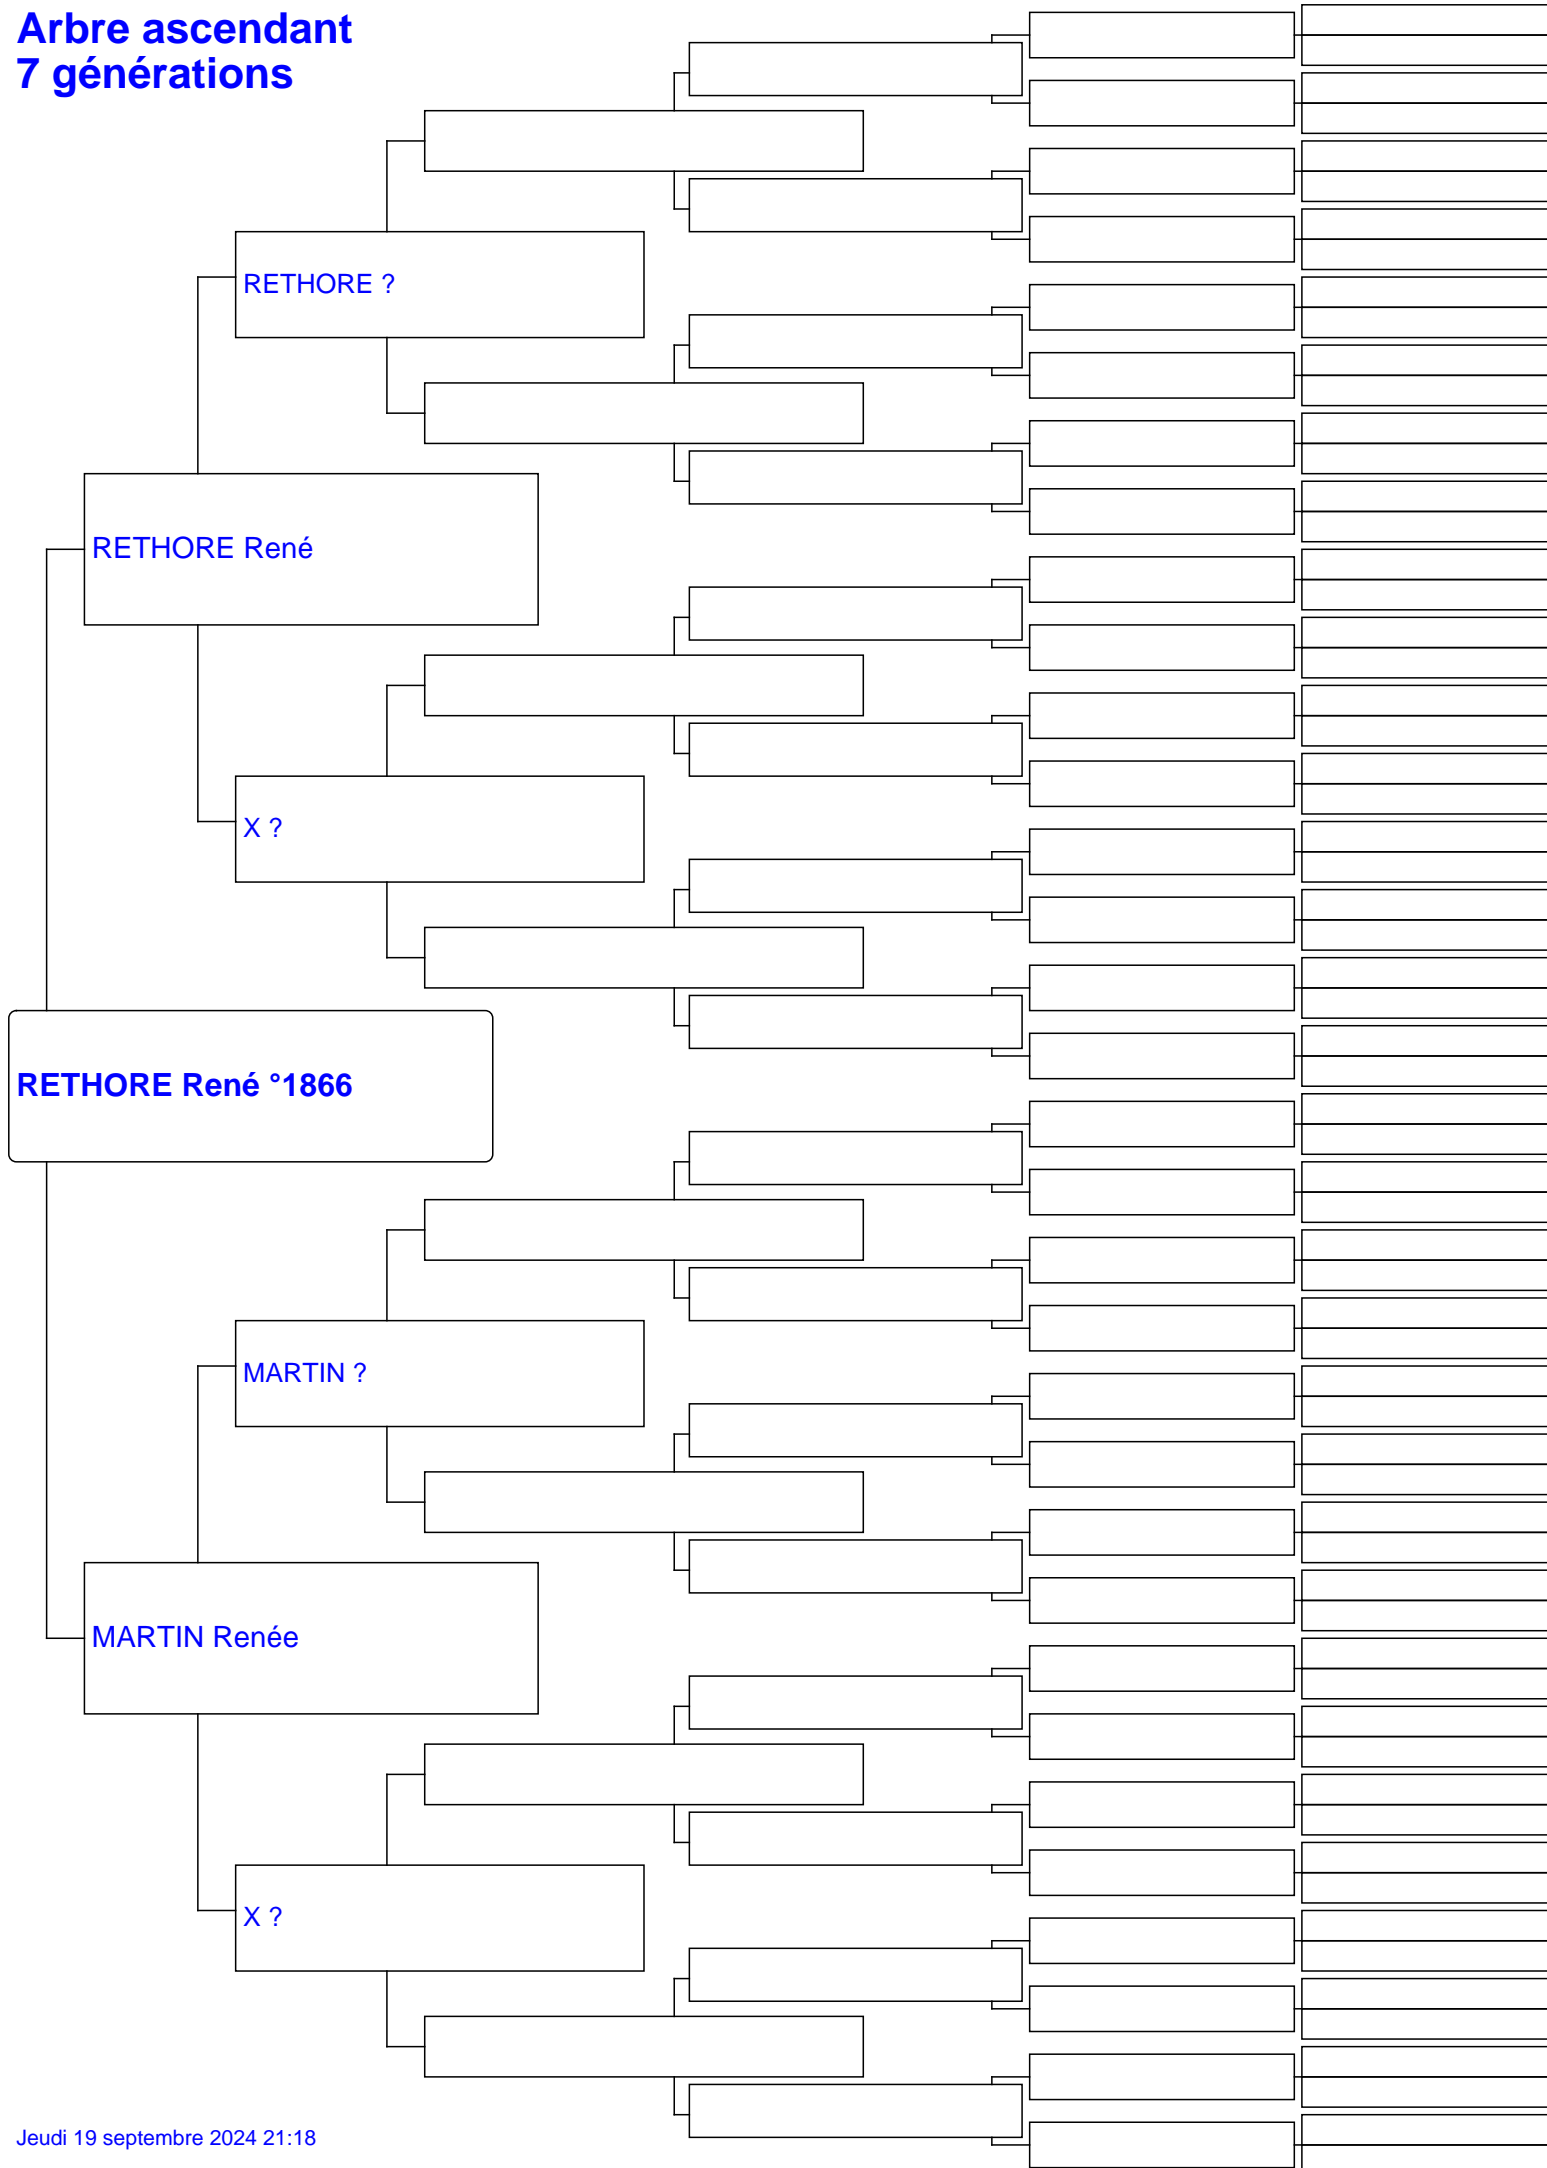 Arbre ascendant
7 générations
RETHORE ?
RETHORE René
X ?
RETHORE René °1866
MARTIN ?
MARTIN Renée
X ?
Jeudi 19 septembre 2024 21:18